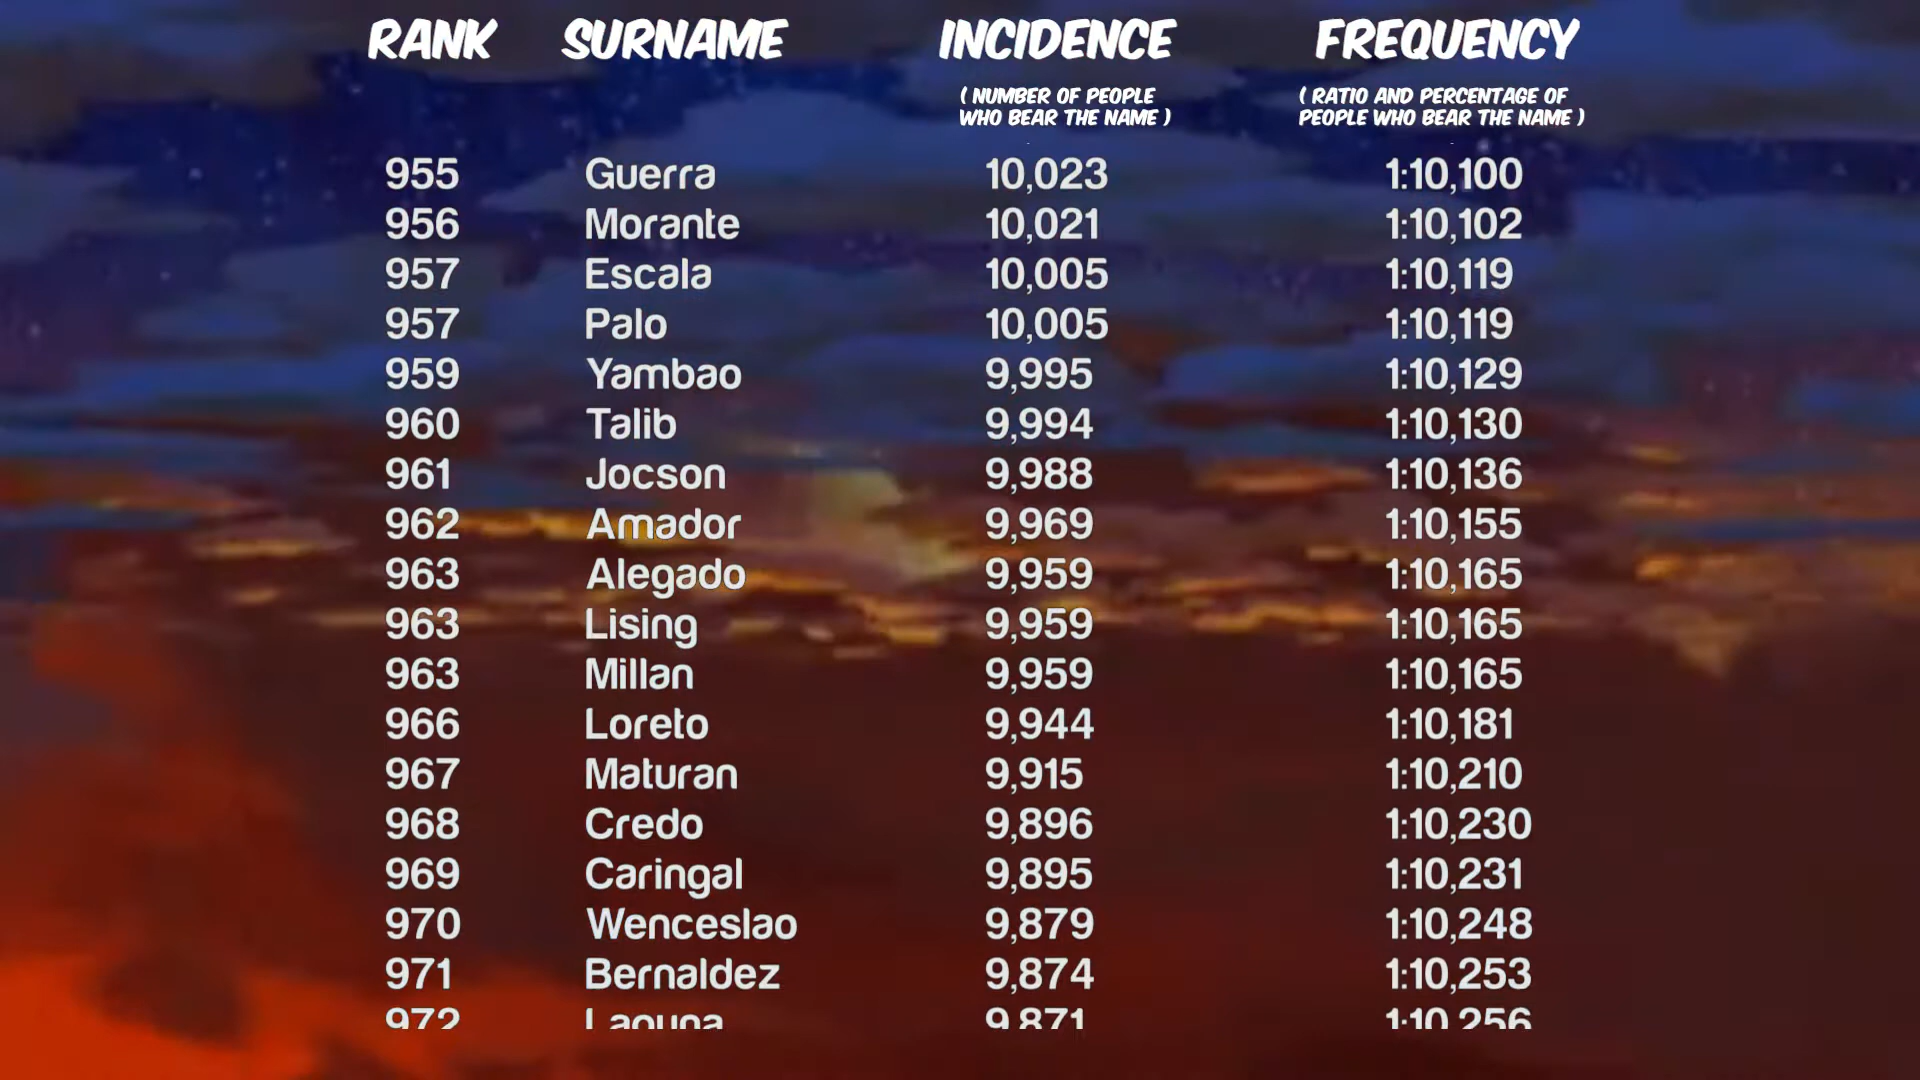 RANK SURNAME INCIDENCE FREQUENCY
( NUMBER OF PEOPLE WHO BEAR THE NAME ) ( RATIO AND PERCENTAGE OF PEOPLE WHO BEAR THE NAME )
955 Guerra 10,023 1:10,100
956 Morante 10,021 1:10,102
957 Escala 10,005 1:10,119
957 Palo 10,005 1:10,119
959 Yambao 9,995 1:10,129
960 Talib 9,994 1:10,130
961 Jocson 9,988 1:10,136
962 Amador 9,969 1:10,155
963 Alegado 9,959 1:10,165
963 Lising 9,959 1:10,165
963 Millan 9,959 1:10,165
966 Loreto 9,944 1:10,181
967 Maturan 9,915 1:10,210
968 Credo 9,896 1:10,230
969 Caringal 9,895 1:10,231
970 Wenceslao 9,879 1:10,248
971 Bernaldez 9,874 1:10,253
972 Laguna 9,871 1:10,256